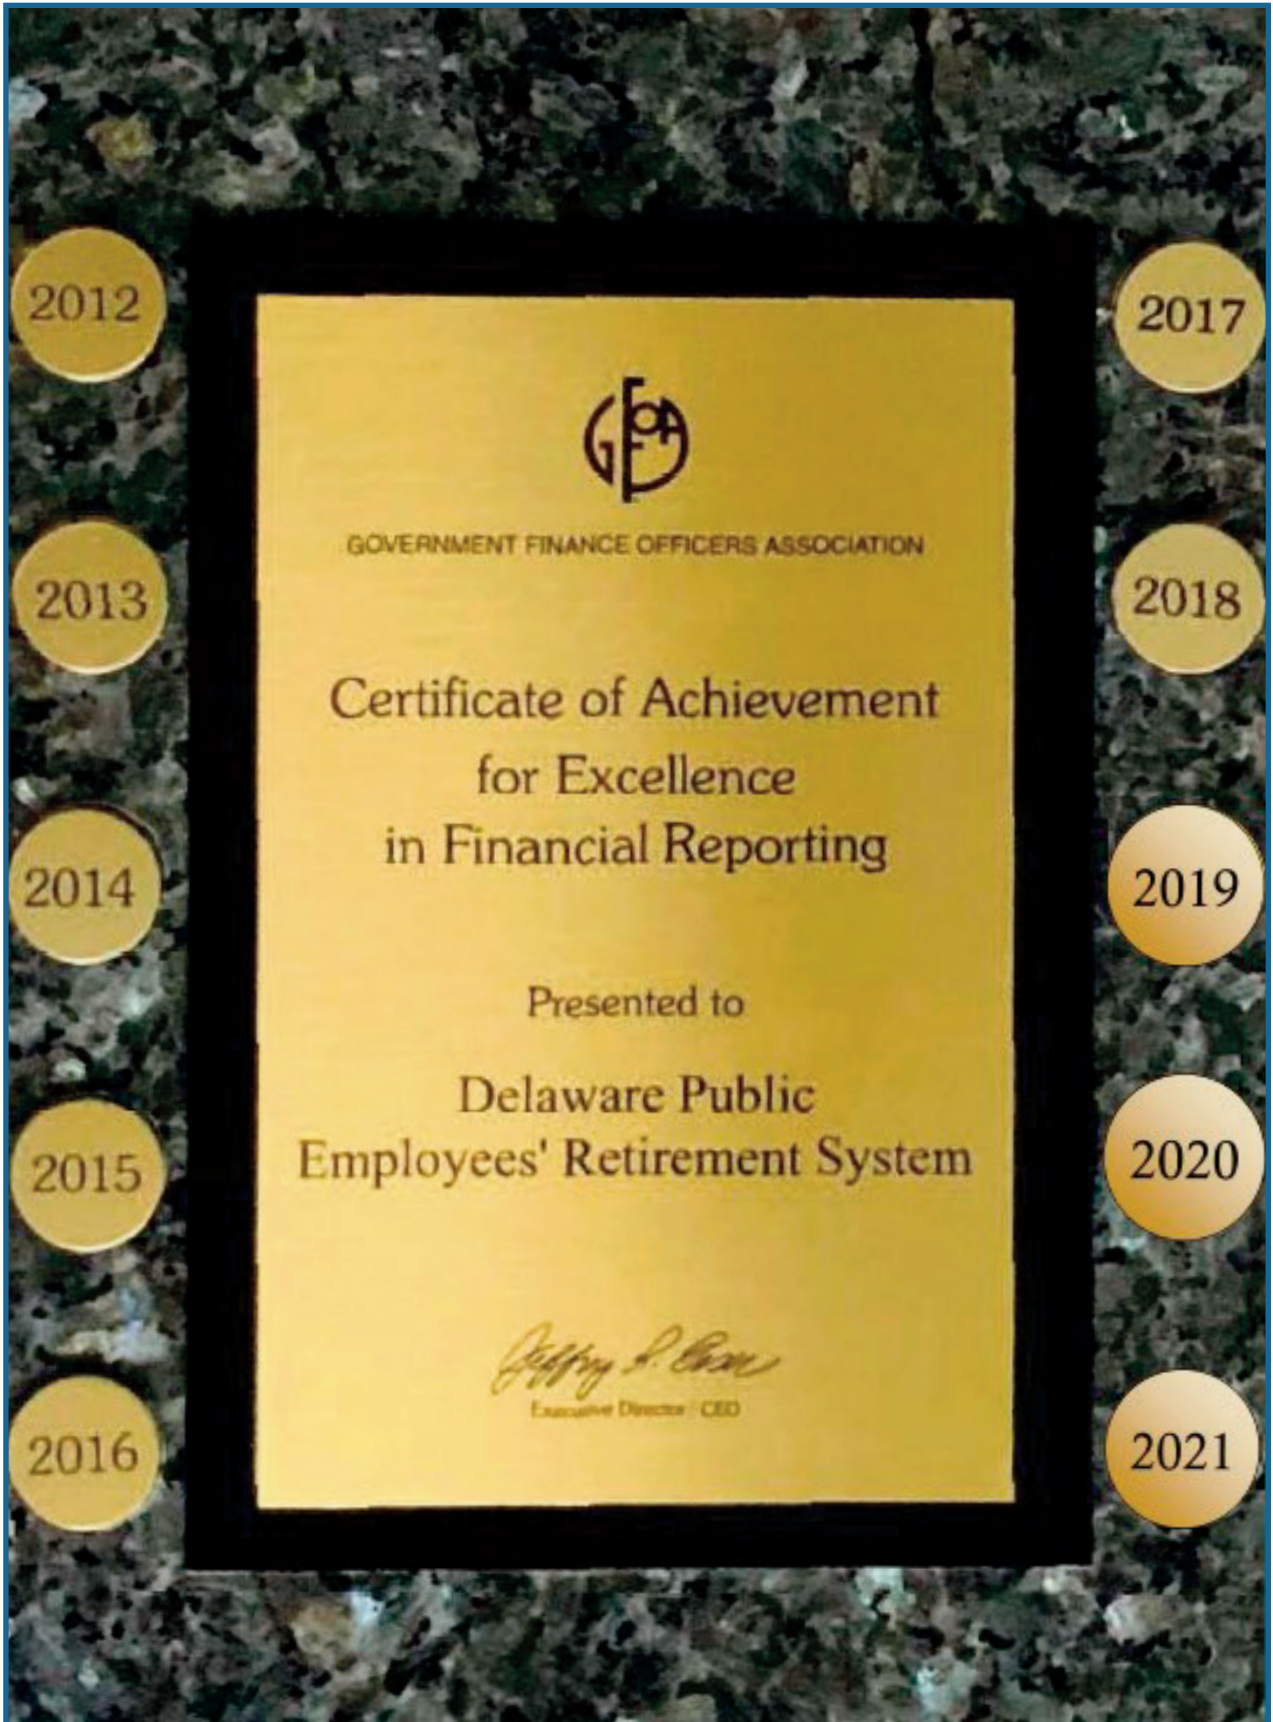 2012
2013
2014
2015
2016
GFOA
GOVERNMENT FINANCE OFFICERS ASSOCIATION
Certificate of Achievement
for Excellence
in Financial Reporting
Presented to
Delaware Public
Employees' Retirement System
Executive Director / CEO
2017
2018
2019
2020
2021